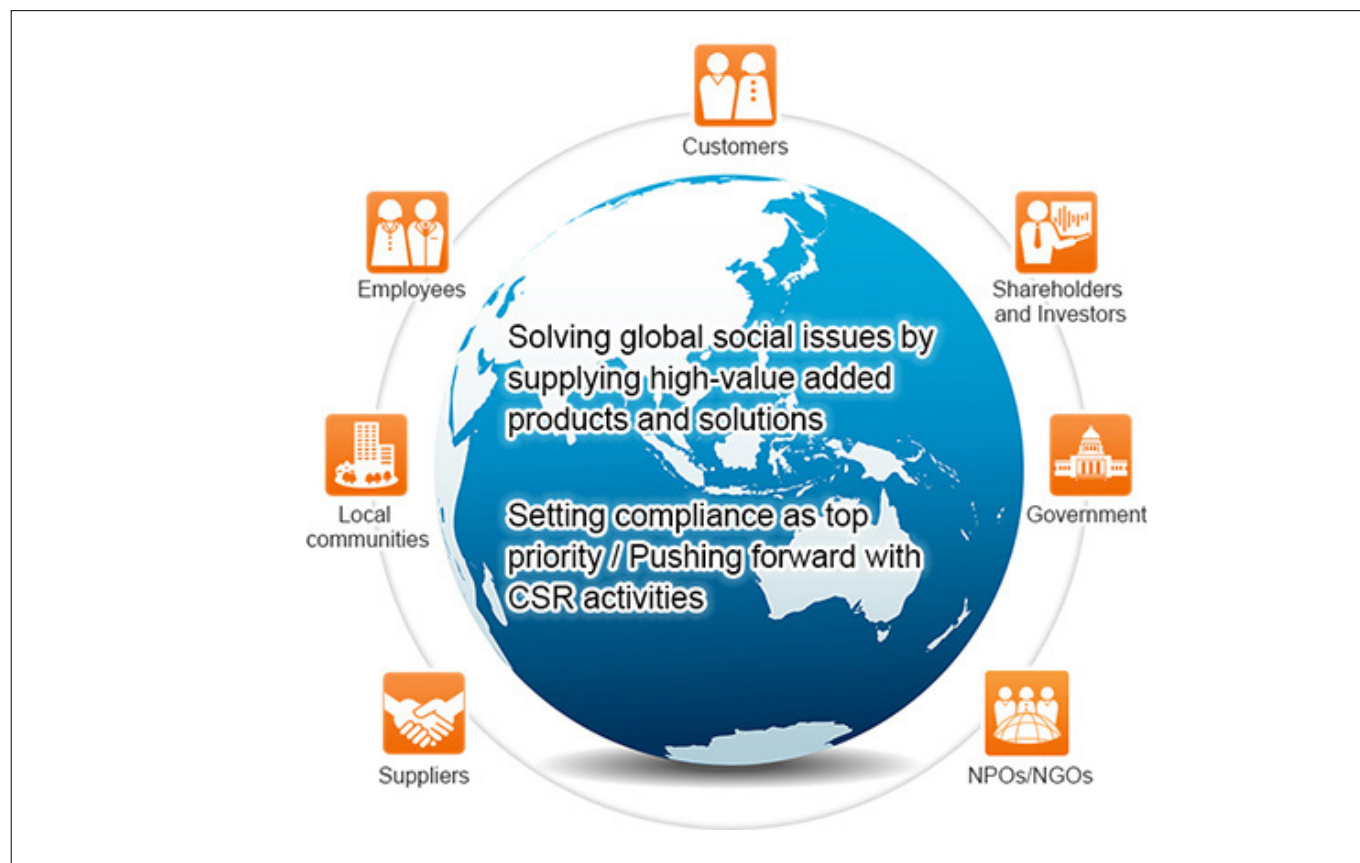 Customers
Employees
Shareholders
and Investors
Solving global social issues by
supplying high-value added
products and solutions
Local
communities
Government
Setting compliance as top
priority / Pushing forward with
CSR activities
Suppliers
NPOs/NGOs